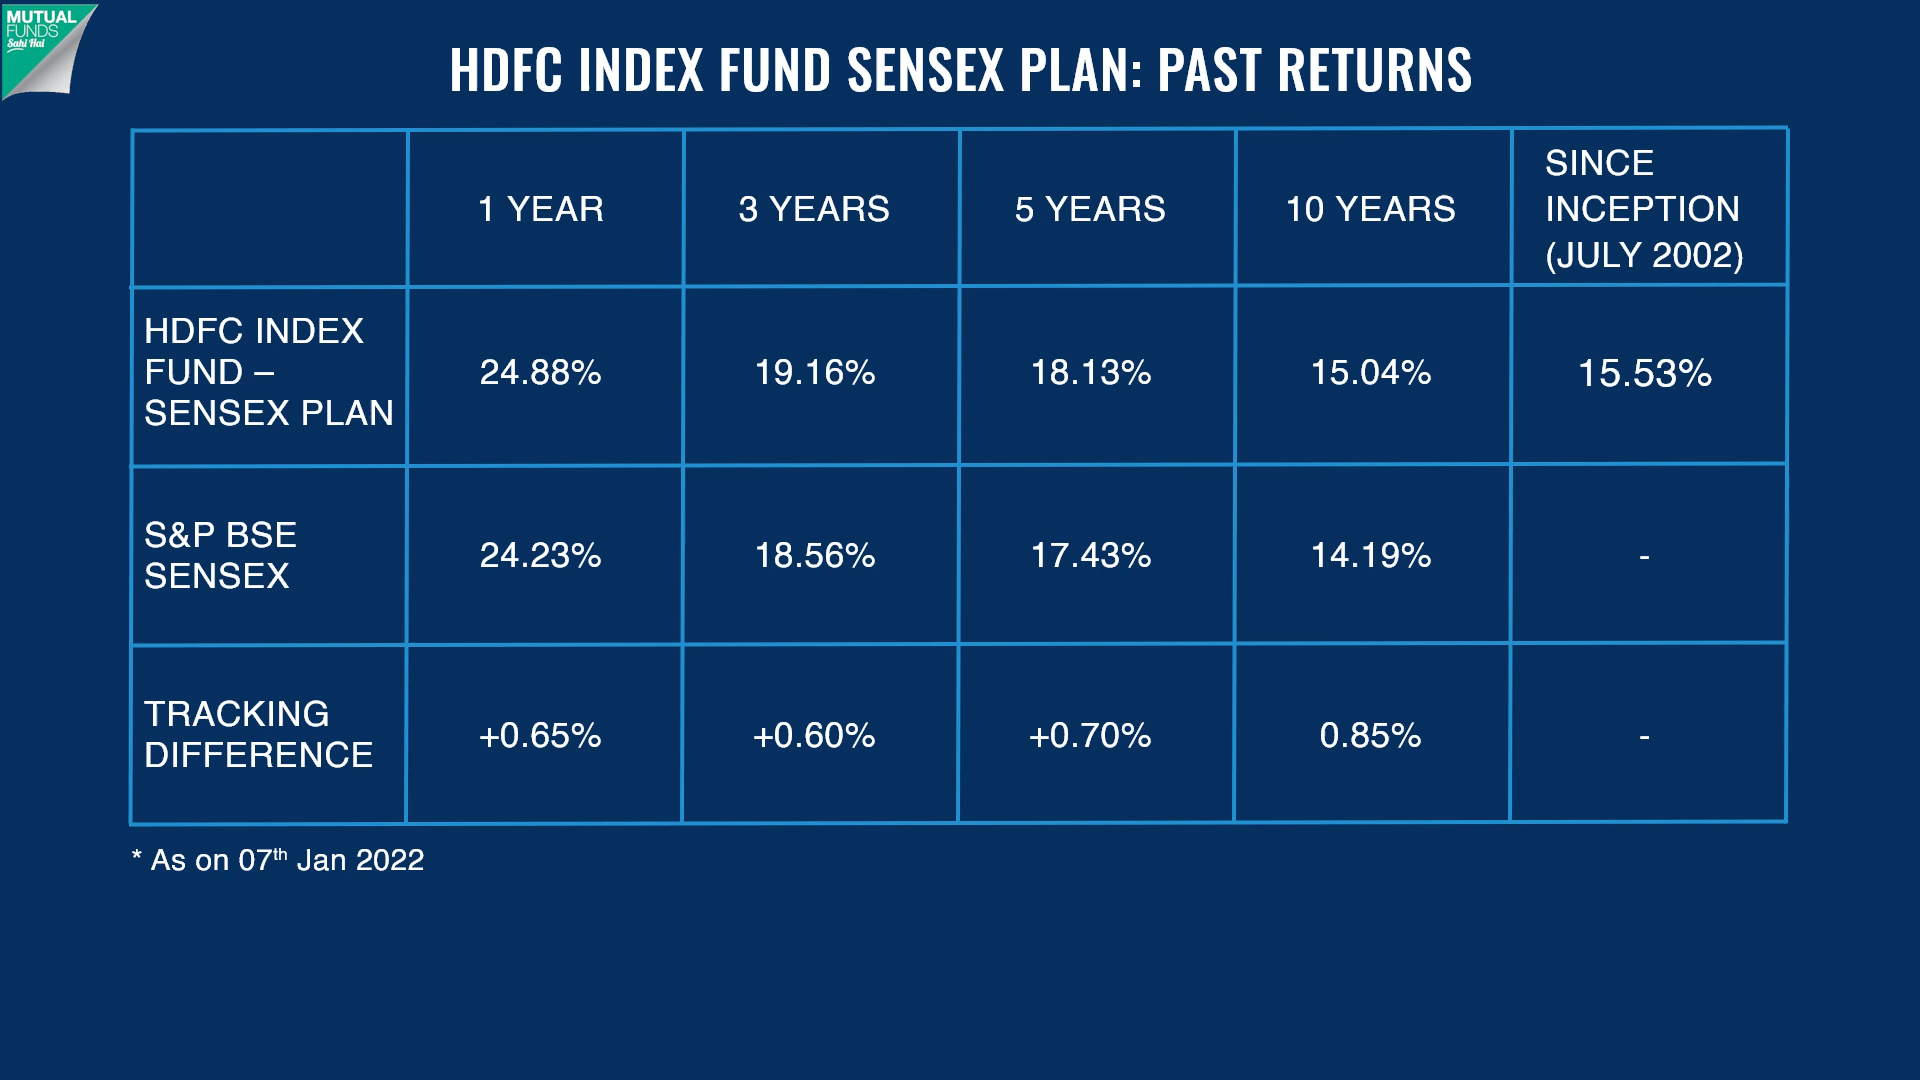 MUTUAL
FUNDS
Sahi Hai
HDFC INDEX FUND SENSEX PLAN: PAST RETURNS
1 YEAR
3 YEARS
5 YEARS
10 YEARS
SINCE
INCEPTION
(JULY 2002)
HDFC INDEX
FUND –
SENSEX PLAN
24.88%
19.16%
18.13%
15.04%
15.53%
S&P BSE
SENSEX
24.23%
18.56%
17.43%
14.19%
-
TRACKING
DIFFERENCE
+0.65%
+0.60%
+0.70%
0.85%
-
* As on 07th Jan 2022